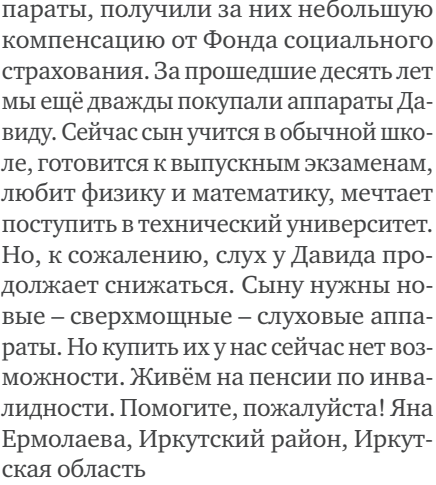 параты, получили за них небольшую
компенсацию от Фонда социального
страхования. За прошедшие десять лет
мы ещё дважды покупали аппараты Да-
виду. Сейчас сын учится в обычной шко-
ле, готовится к выпускным экзаменам,
любит физику и математику, мечтает
поступить в технический университет.
Но, к сожалению, слух у Давида про-
должает снижаться. Сыну нужны но-
вые – сверхмощные – слуховые аппа-
раты. Но купить их у нас сейчас нет воз-
можности. Живём на пенсии по инва-
лидности. Помогите, пожалуйста! Яна
Ермолаева, Иркутский район, Иркут-
ская область